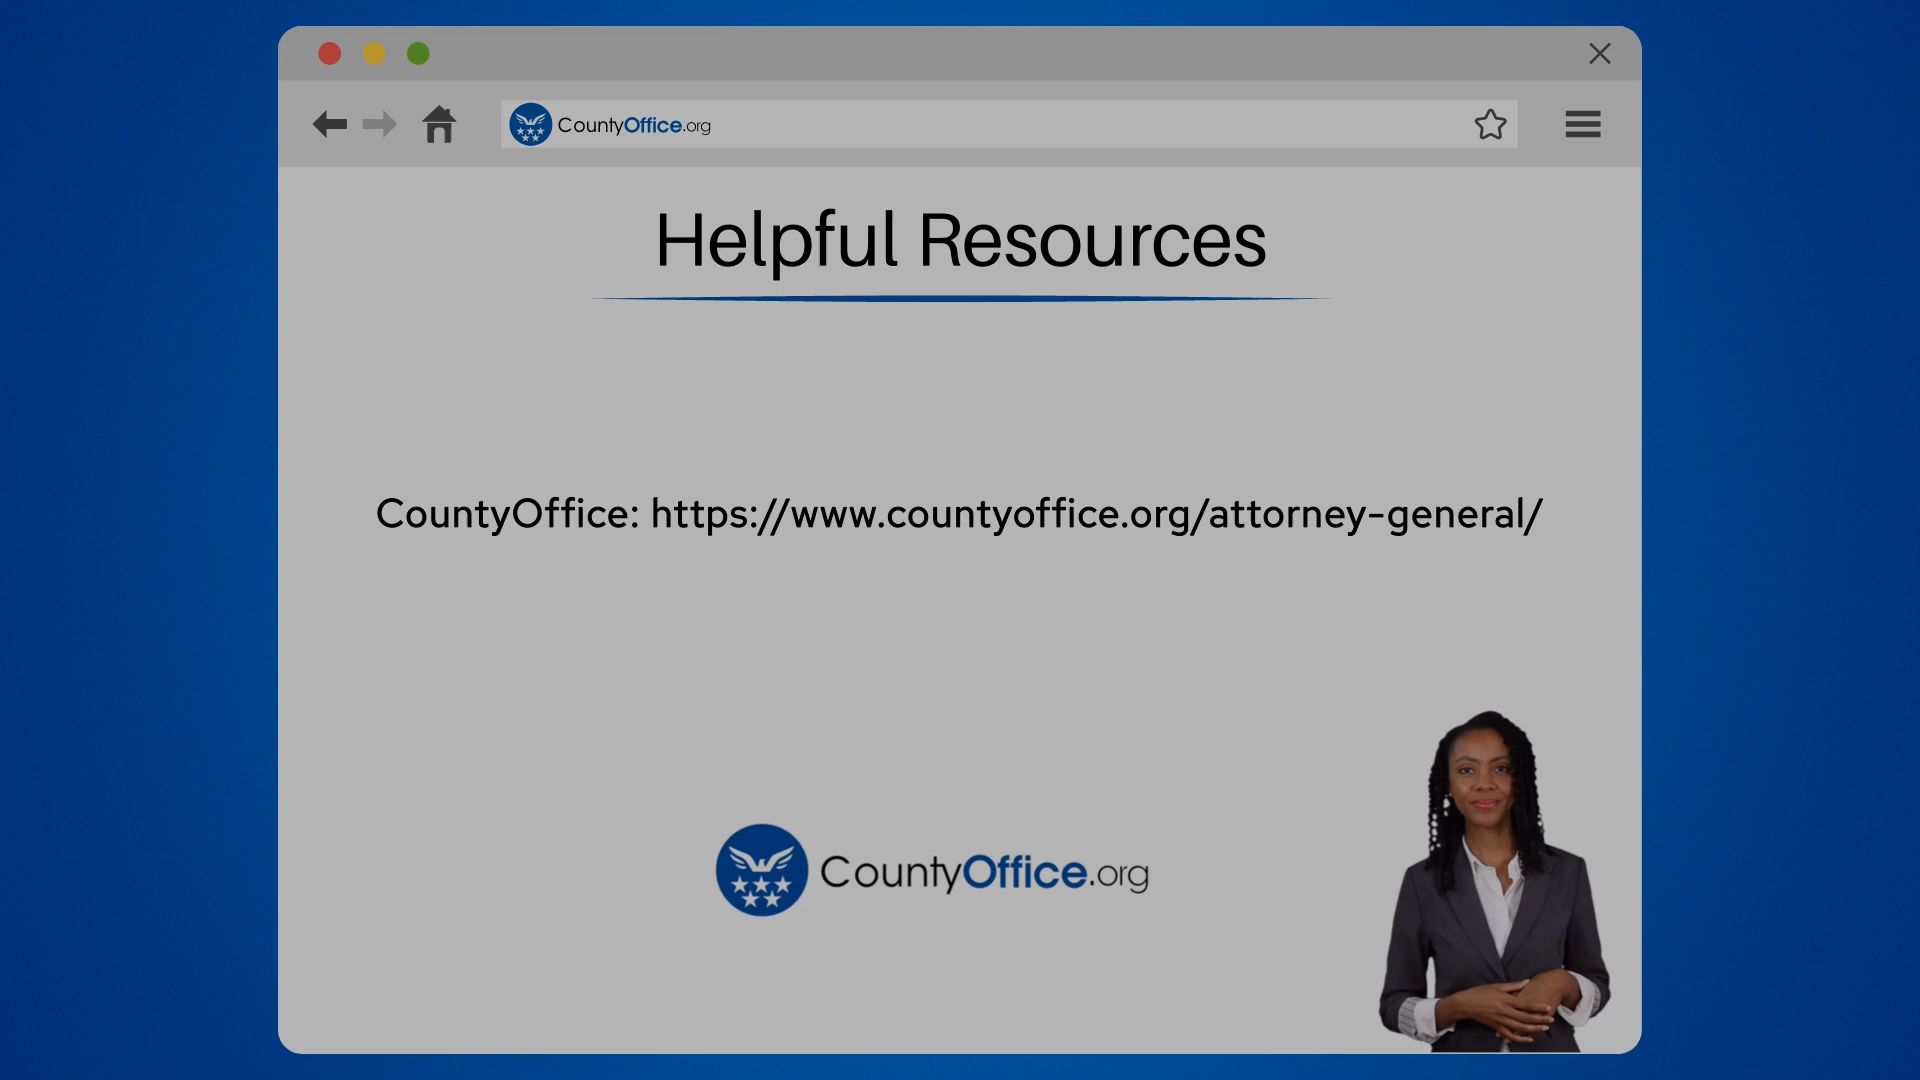 CountyOffice.org
Helpful Resources
CountyOffice: https://www.countyoffice.org/attorney-general/
CountyOffice.org